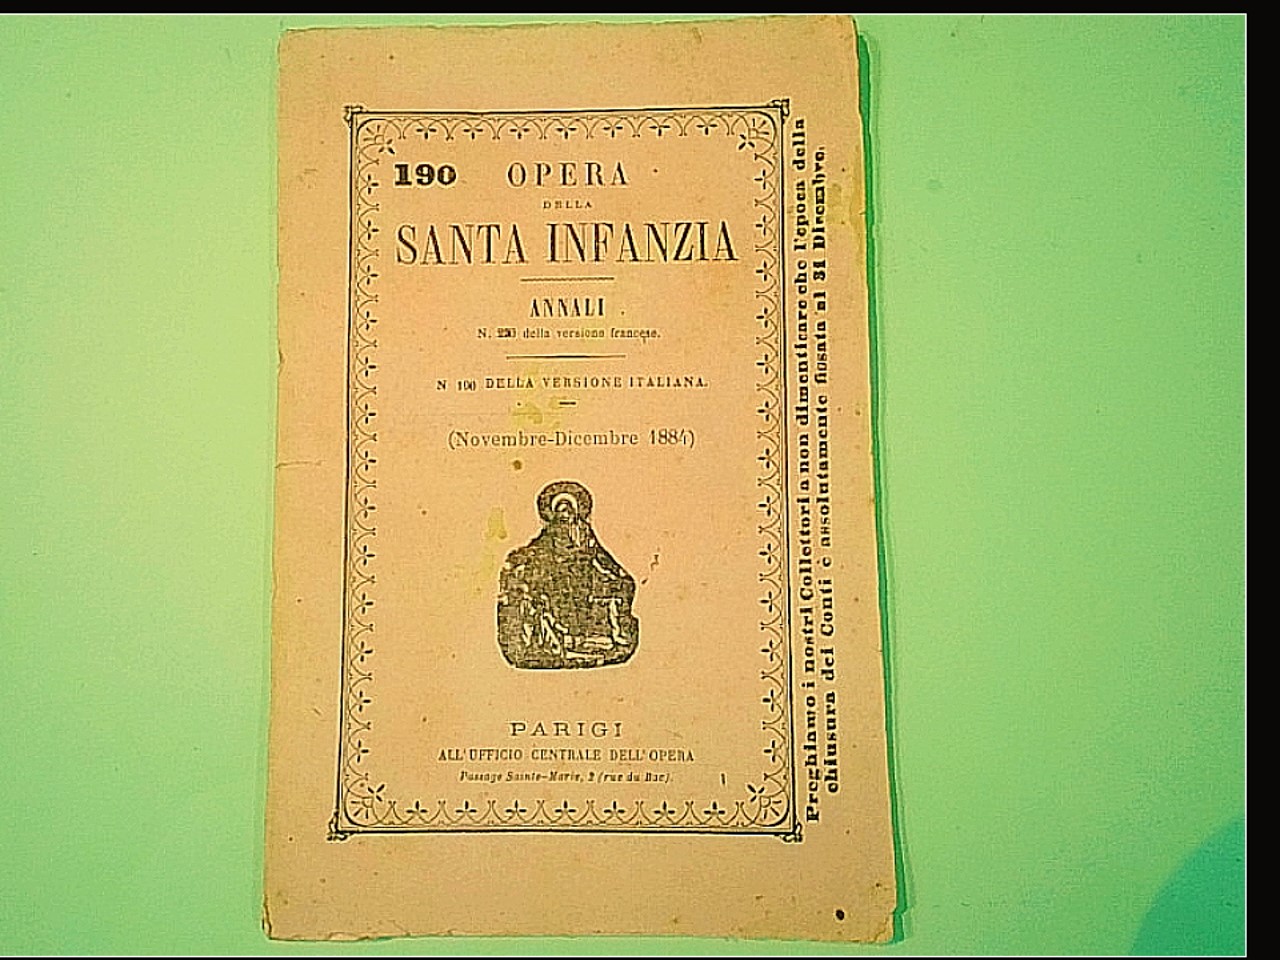 190 OPERA
DELLA
SANTA INFANZIA
ANNALI
N. 230 della versione francese.
N 190 DELLA VERSIONE ITALIANA.
(Novembre-Dicembre 1884)
PARIGI
ALL'UFFICIO CENTRALE DELL'OPERA
Passage Sainte-Marie, 2 (rue du Bac).
Preghiamo i nostri Collettori a non dimenticare che l'epoca della
chiusura dei Conti è assolutamente fissata al 31 Dicembre.